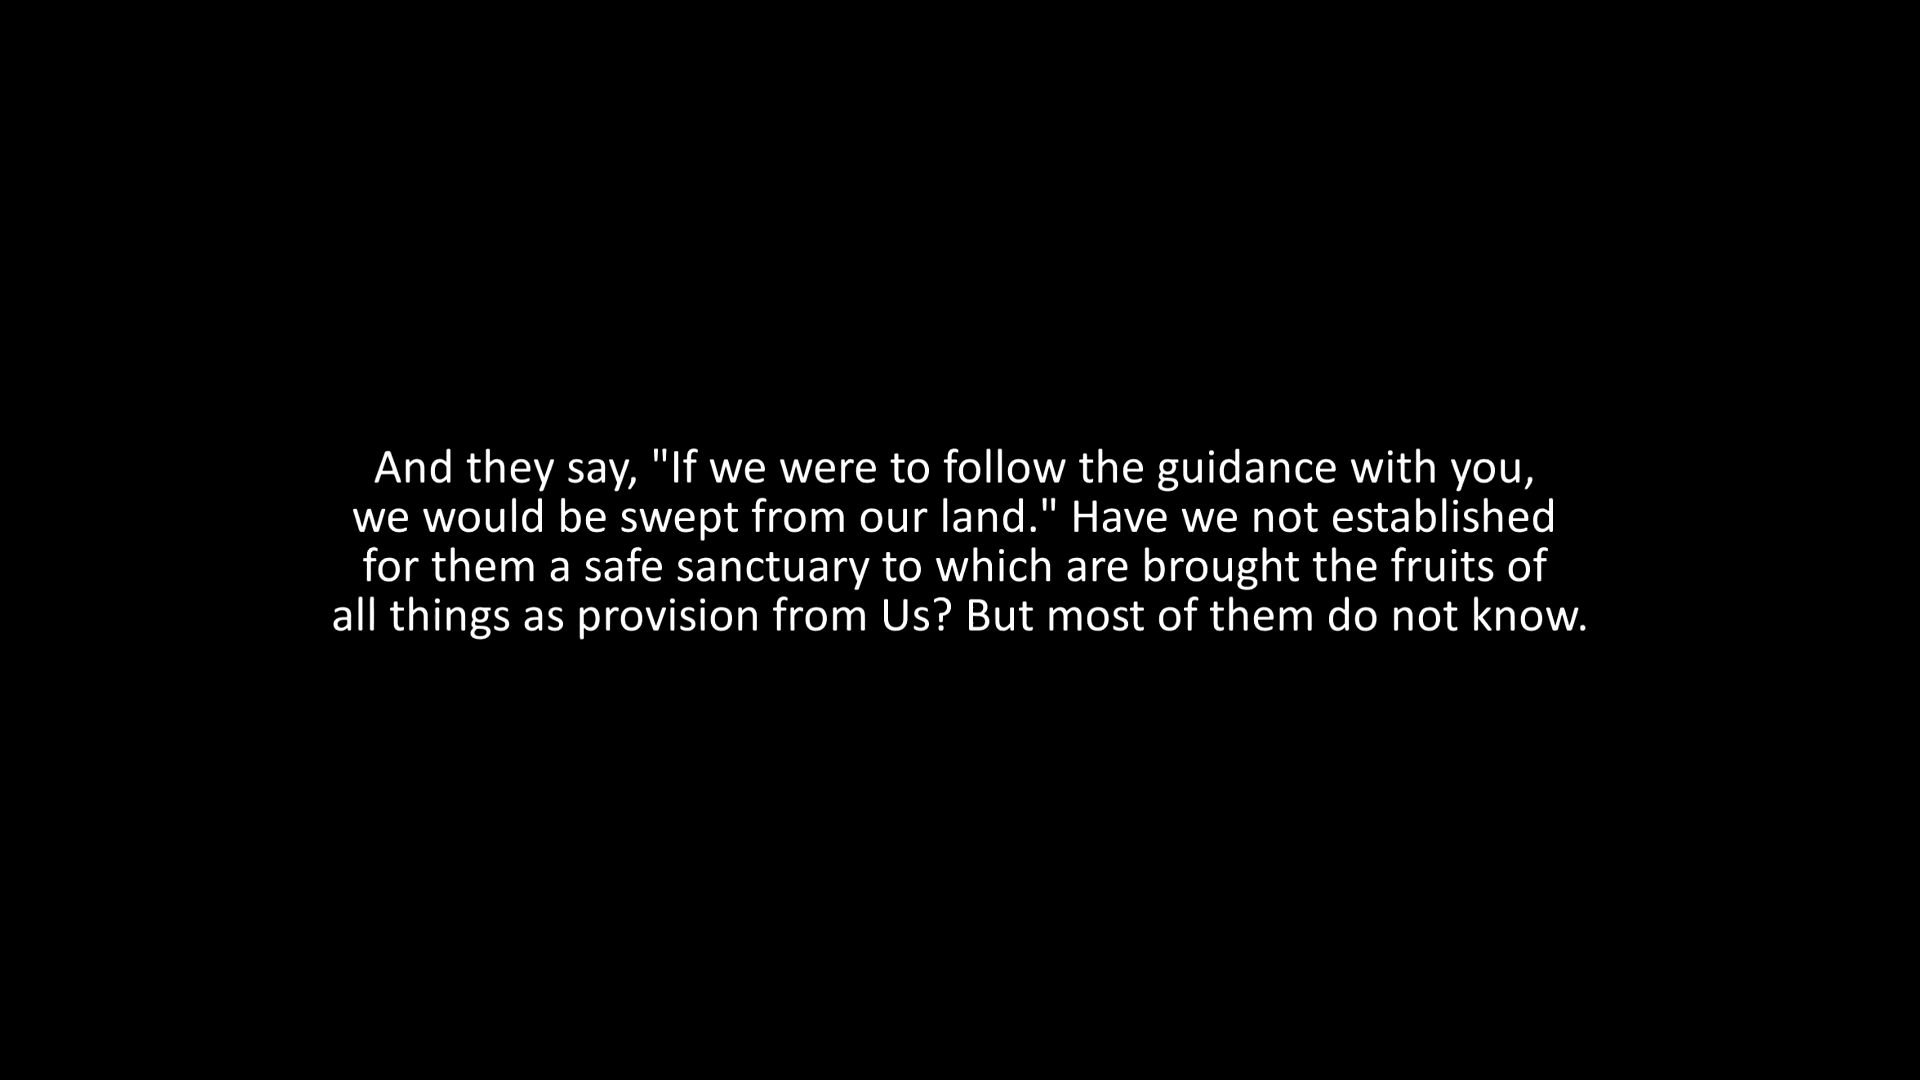 And they say, "If we were to follow the guidance with you,
we would be swept from our land." Have we not established
for them a safe sanctuary to which are brought the fruits of
all things as provision from Us? But most of them do not know.